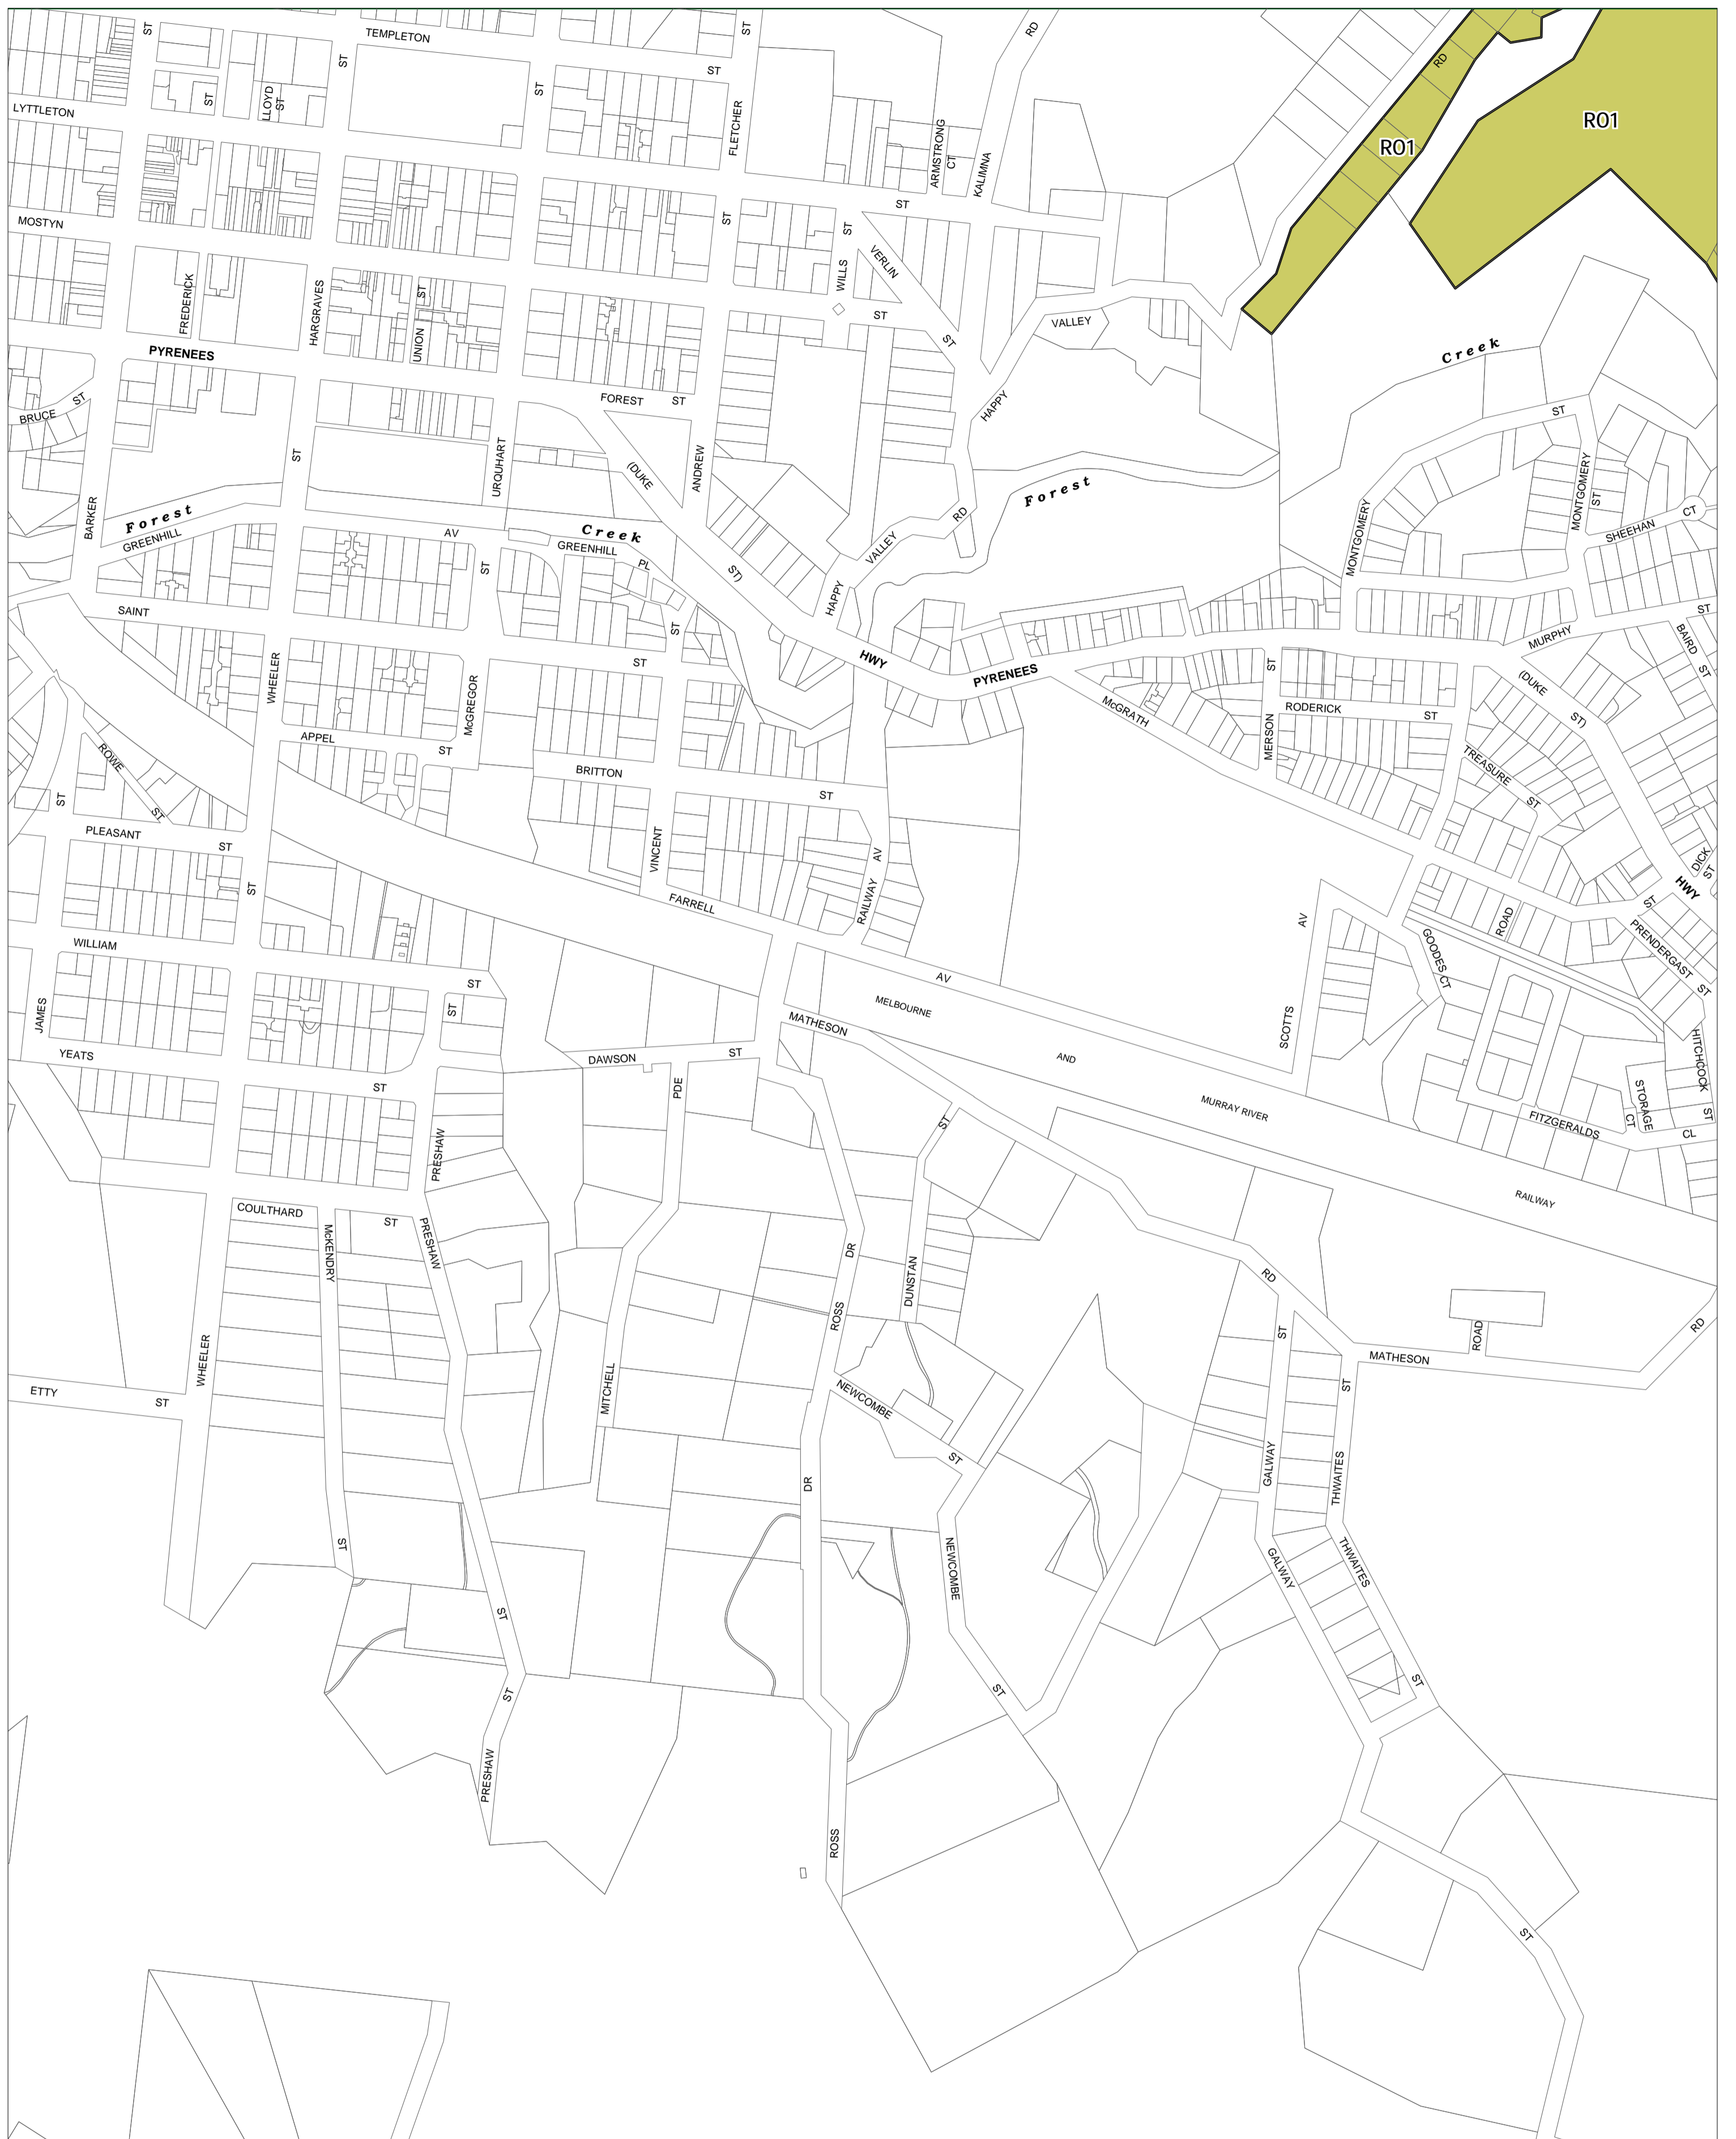 ST
TEMPLETON
ST
ST
RD
RD
ST
ST
ST
LLOYD
ST
LYTTLETON
FLETCHER
ARMSTRONG
CT
KALIMNA
RO1
RO1
MOSTYN
ST
ST
ST
VERLIN
WILLS
FREDERICK
HARGRAVES
ST
UNION
ST
ST
VALLEY
PYRENEES
Creek
BRUCE ST
FOREST ST
HAPPY
ST
ST
URQUHART
(DUKE
ANDREW
BARKER
Forest
GREENHILL
AV
Creek
GREENHILL
PL
ST)
RD
VALLEY
HAPPY
Forest
MONTGOMERY
MONTGOMERY
ST
SHEEHAN
CT
ST
SAINT
ST
ST
HWY
PYRENEES
MURPHY
ST
BAIRD
ST
WHEELER
McGREGOR
McGRATH
ST
MERSON
RODERICK
ST
(DUKE
ST)
APPEL
ST
ROWE
ST
BRITTON
ST
TREASURE
ST
ST
PLEASANT
ST
VINCENT
AV
RAILWAY
DICK
ST
HWY
ST
FARRELL
AV
ROAD
ST
PRENDERGAST
ST
WILLIAM
ST
GOODES CT
JAMES
ST
AV
MELBOURNE
MATHESON
SCOTTS
HITCHCOCK
ST
YEATS
DAWSON
ST
AND
ST
PDE
MURRAY RIVER
STORAGE
CT
FITZGERALDS
CL
PRESHAW
ST
RAILWAY
COULTHARD
ST
McKENDRY
PRESHAW
DR
DUNSTAN
RD
ROSS
ST
ROAD
RD
MATHESON
WHEELER
MITCHELL
ETTY
ST
NEWCOMBE
ST
ST
GALWAY
THWAITES
DR
ST
NEWCOMBE
GALWAY
THWAITES
ST
ST
ST
ST
PRESHAW
ROSS
ST